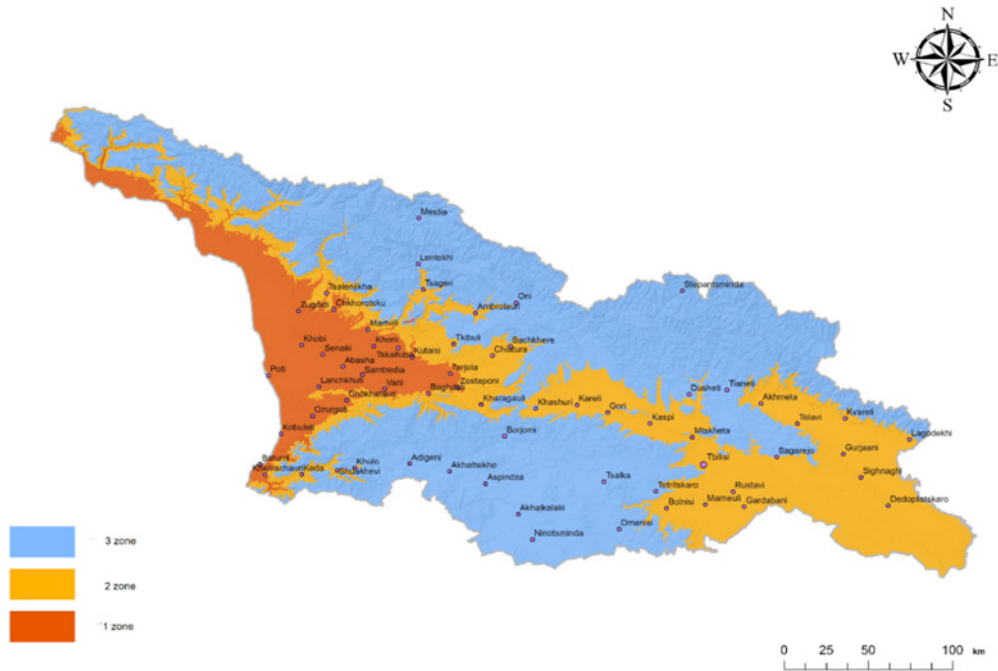 N
W E
S
Mestia
Lentekhi
Stepantsminda
Tsageri
Tsalenjikha
Oni
Zugdidi
Chkhorotsku
Ambrolauri
Martvili
Khobi
Khoni
Tkibuli
Sachkhere
Senaki
Tskaltubo
Kutaisi
Chiatura
Abasha
Poti
Samtredia
Terjola
Lanchkhuti
Vani
Baghdati
Zestaponi
Dusheti
Tianeti
Chokhatauri
Kharagauli
Khashuri
Kareli
Gori
Akhmeta
Ozurgeti
Kaspi
Telavi
Kvareli
Kobuleti
Borjomi
Mtskheta
Lagodekhi
Batumi
Khulo
Adigeni
Akhaltsikhe
Tbilisi
Sagarejo
Gurjaani
Khelvachauri
Keda
Shuakhevi
Aspindza
Tsalka
Tetritskaro
Rustavi
Sighnaghi
Bolnisi
Marneuli
Gardabani
Dedoplistskaro
Akhalkalaki
Dmanisi
Ninotsminda
3 zone
2 zone
1 zone
0 25 50 100 km